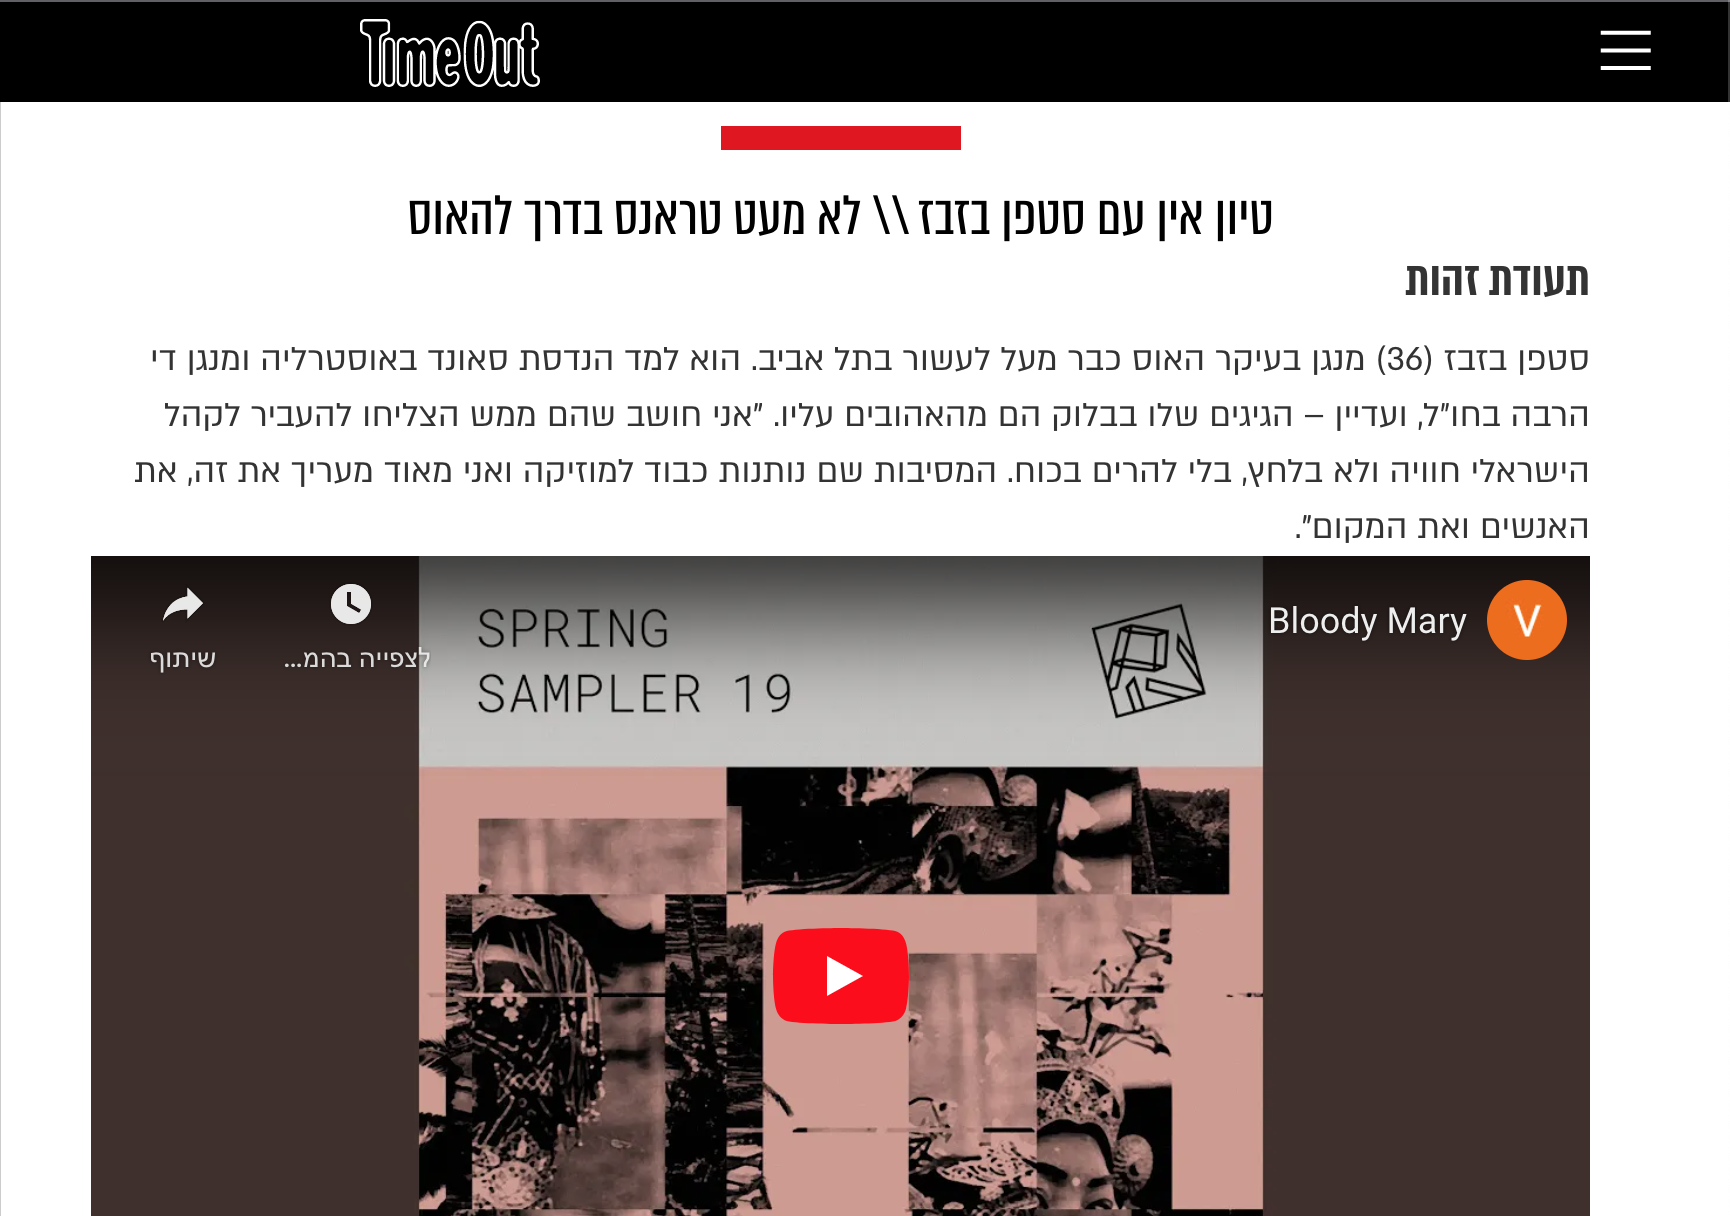 TimeOut
טיון אין עם סטפן בזבז \\ לא מעט טראנס בדרך להאוס
תעודת זהות
סטפן בזבז (36) מנגן בעיקר האוס כבר מעל לעשור בתל אביב. הוא למד הנדסת סאונד באוסטרליה ומנגן די
הרבה בחו"ל, ועדיין – הגיגים שלו בבלוק הם מהאהובים עליו. "אני חושב שהם ממש הצליחו להעביר לקהל
הישראלי חוויה ולא בלחץ, בלי להרים בכוח. המסיבות שם נותנות כבוד למוזיקה ואני מאוד מעריך את זה, את
האנשים ואת המקום".
V
Bloody Mary
לצפייה בהמ...
שיתוף
SPRING
SAMPLER 19